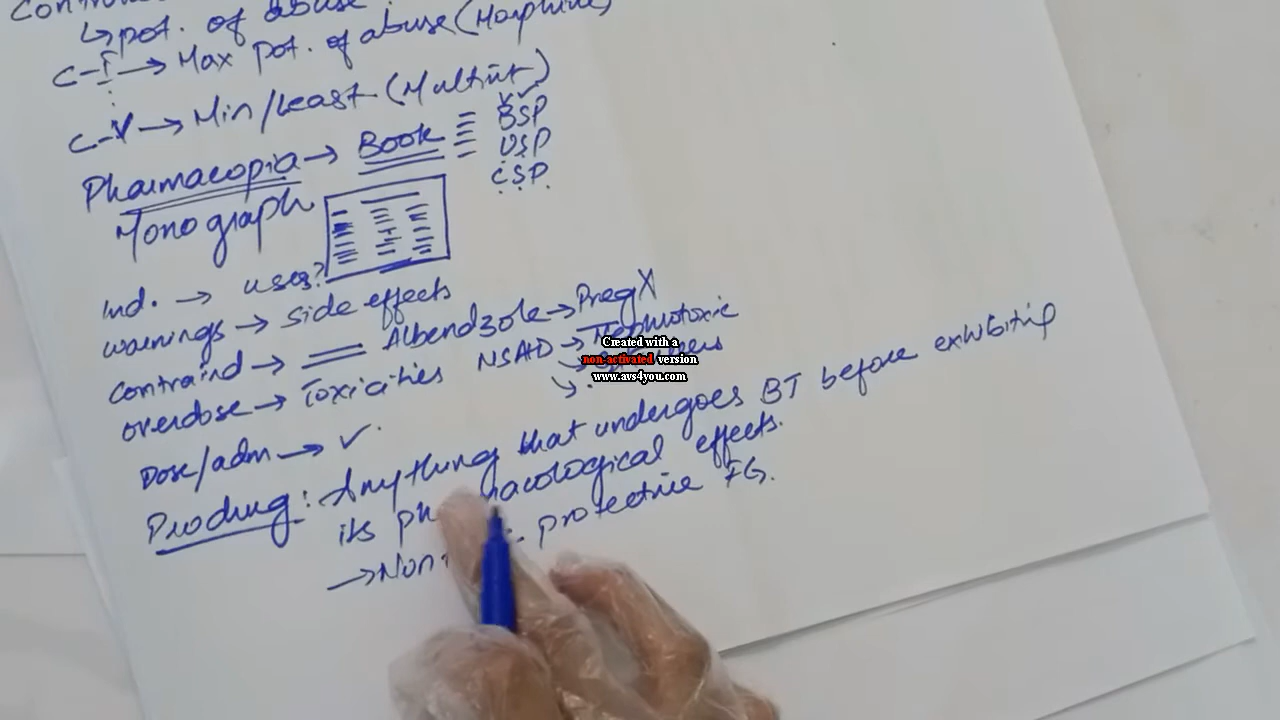 ↳ pot. of abuse.
C-I → Max pot. of abuse (Morphine)
C-V → Min/Least (Multivit)
Pharmacopia → Book
BSP
USP
CSP
Monograph
Ind. → uses?
warnings → side effects
Contraind → Albendzole → Preg X
NSAID → Nephrotoxic
overdose → Toxicities
Dose/adm → ✓.
Prodrug: Anything that undergoes BT before exhibiting
its pharmacological effects.
protective FG.
Created with a
non-activated version
www.avs4you.com